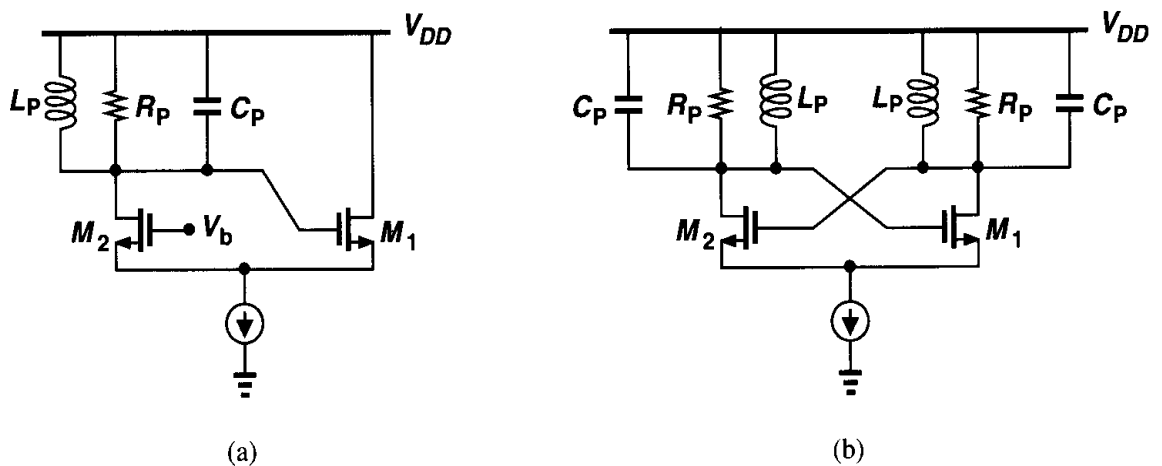 V_DD
L_P
R_P
C_P
M_2
V_b
M_1
(a)
V_DD
C_P
R_P
L_P
L_P
R_P
C_P
M_2
M_1
(b)